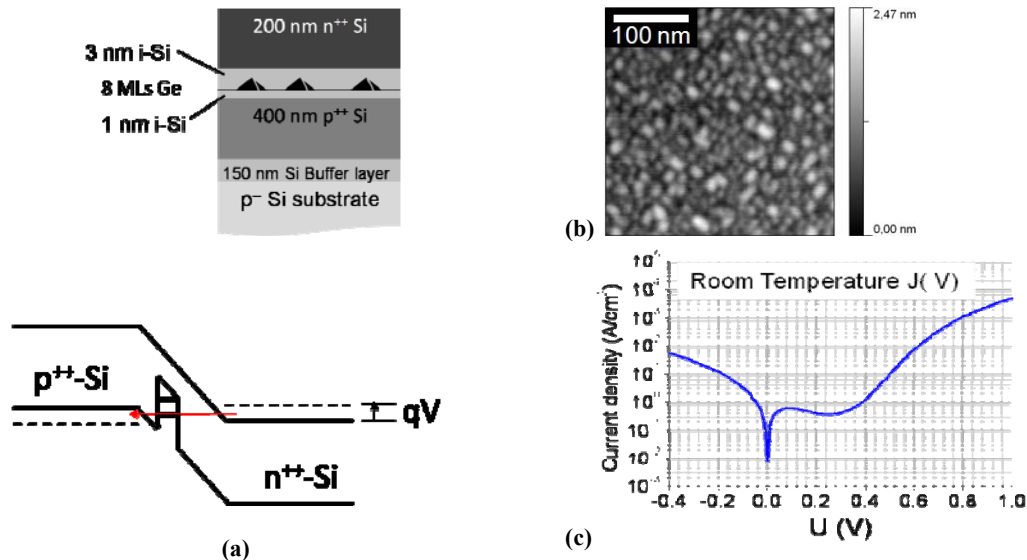 200 nm n⁺⁺ Si
3 nm i-Si
8 MLs Ge
1 nm i-Si
400 nm p⁺⁺ Si
150 nm Si Buffer layer
p⁻ Si substrate
p⁺⁺-Si
qV
n⁺⁺-Si
(a)
100 nm
2,47 nm
0,00 nm
(b)
Room Temperature J( V)
Current density (A/cm²)
-0.4 -0.2 0.0 0.2 0.4 0.6 0.8 1.0
U (V)
(c)